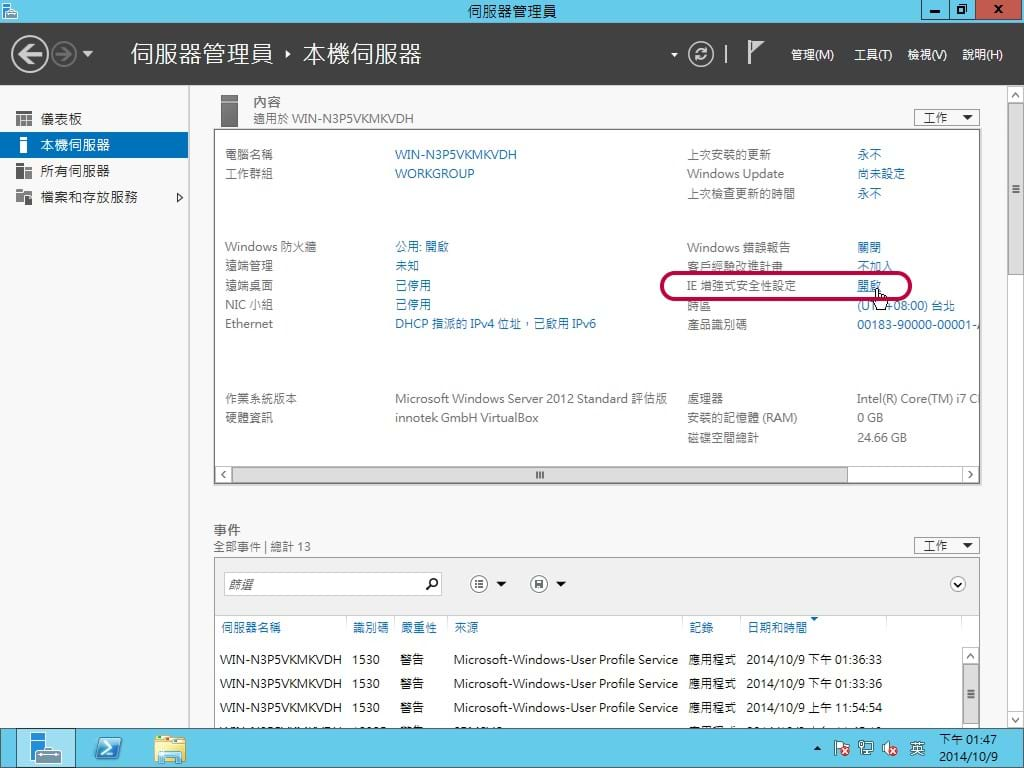 伺服器管理員
伺服器管理員 ‣ 本機伺服器
管理(M) 工具(T) 檢視(V) 說明(H)
儀表板
本機伺服器
所有伺服器
檔案和存放服務
內容
適用於 WIN-N3P5VKMKVDH
工作
電腦名稱 WIN-N3P5VKMKVDH 上次安裝的更新 永不
工作群組 WORKGROUP Windows Update 尚未設定
上次檢查更新的時間 永不
Windows 防火牆 公用: 開啟 Windows 錯誤報告 關閉
遠端管理 未知 客戶經驗改進計畫 不加入
遠端桌面 已停用 IE 增強式安全性設定 開啟
NIC 小組 已停用 時區 (UT +08:00) 台北
Ethernet DHCP 指派的 IPv4 位址，已啟用 IPv6 產品識別碼 00183-90000-00001-
作業系統版本 Microsoft Windows Server 2012 Standard 評估版 處理器 Intel(R) Core(TM) i7
硬體資訊 innotek GmbH VirtualBox 安裝的記憶體 (RAM) 0 GB
磁碟空間總計 24.66 GB
事件
全部事件 | 總計 13
工作
篩選
伺服器名稱 識別碼 嚴重性 來源 記錄 日期和時間
WIN-N3P5VKMKVDH 1530 警告 Microsoft-Windows-User Profile Service 應用程式 2014/10/9 下午 01:36:33
WIN-N3P5VKMKVDH 1530 警告 Microsoft-Windows-User Profile Service 應用程式 2014/10/9 下午 01:33:36
WIN-N3P5VKMKVDH 1530 警告 Microsoft-Windows-User Profile Service 應用程式 2014/10/9 上午 11:54:54
英
下午 01:47
2014/10/9